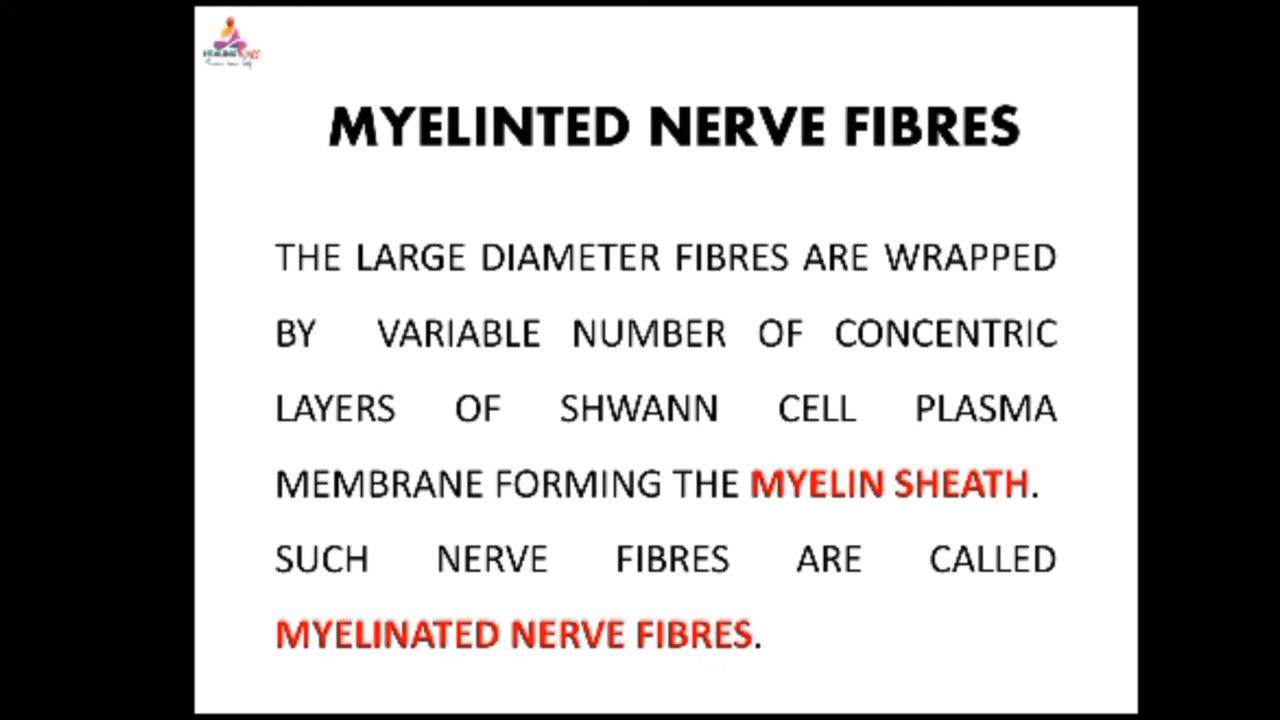 MYELINTED NERVE FIBRES
THE LARGE DIAMETER FIBRES ARE WRAPPED
BY VARIABLE NUMBER OF CONCENTRIC
LAYERS OF SHWANN CELL PLASMA
MEMBRANE FORMING THE MYELIN SHEATH.
SUCH NERVE FIBRES ARE CALLED
MYELINATED NERVE FIBRES.